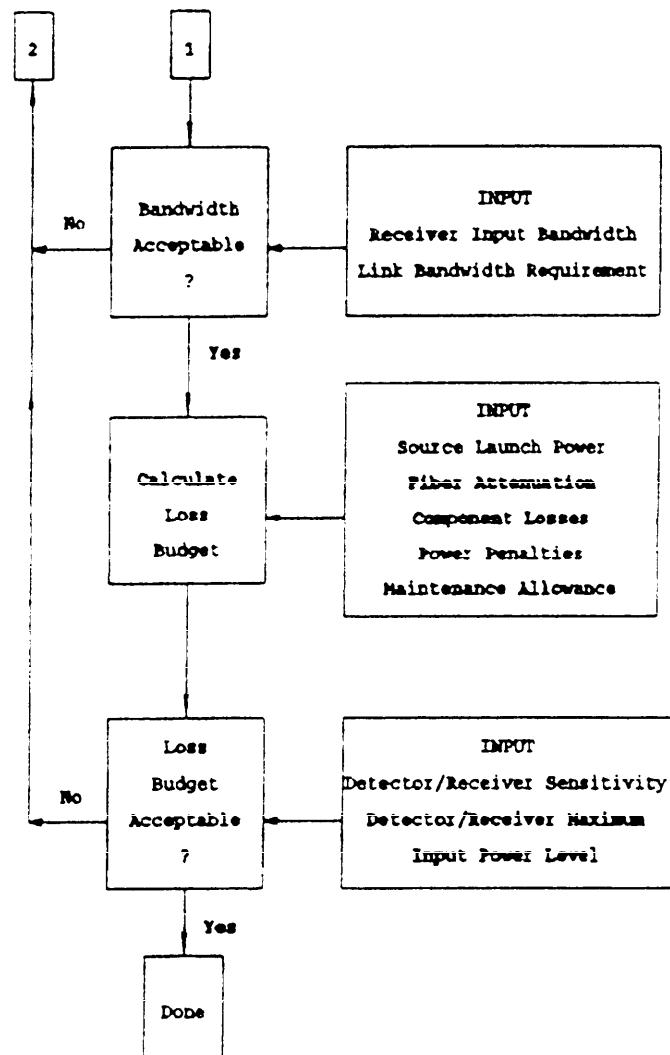 2
1
Bandwidth
Acceptable
?
No
INPUT
Receiver Input Bandwidth
Link Bandwidth Requirement
Yes
Calculate
Loss
Budget
INPUT
Source Launch Power
Fiber Attenuation
Component Losses
Power Penalties
Maintenance Allowance
Loss
Budget
Acceptable
?
No
INPUT
Detector/Receiver Sensitivity
Detector/Receiver Maximum
Input Power Level
Yes
Done